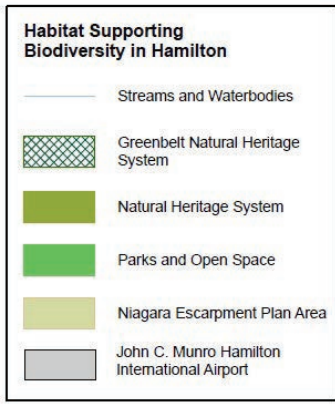 Habitat Supporting
Biodiversity in Hamilton
Streams and Waterbodies
Greenbelt Natural Heritage
System
Natural Heritage System
Parks and Open Space
Niagara Escarpment Plan Area
John C. Munro Hamilton
International Airport